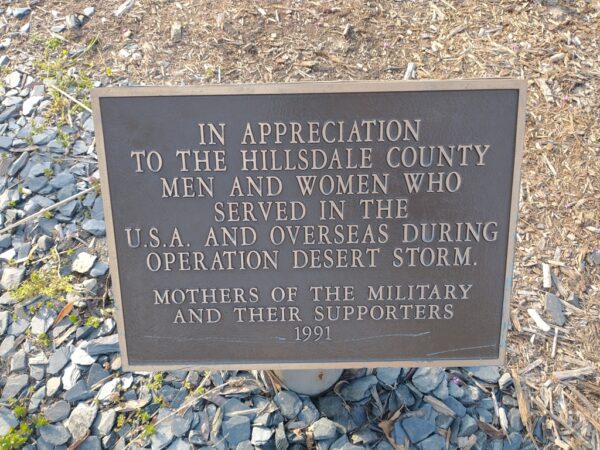 IN APPRECIATION
TO THE HILLSDALE COUNTY
MEN AND WOMEN WHO
SERVED IN THE
U.S.A. AND OVERSEAS DURING
OPERATION DESERT STORM.
MOTHERS OF THE MILITARY
AND THEIR SUPPORTERS
1991